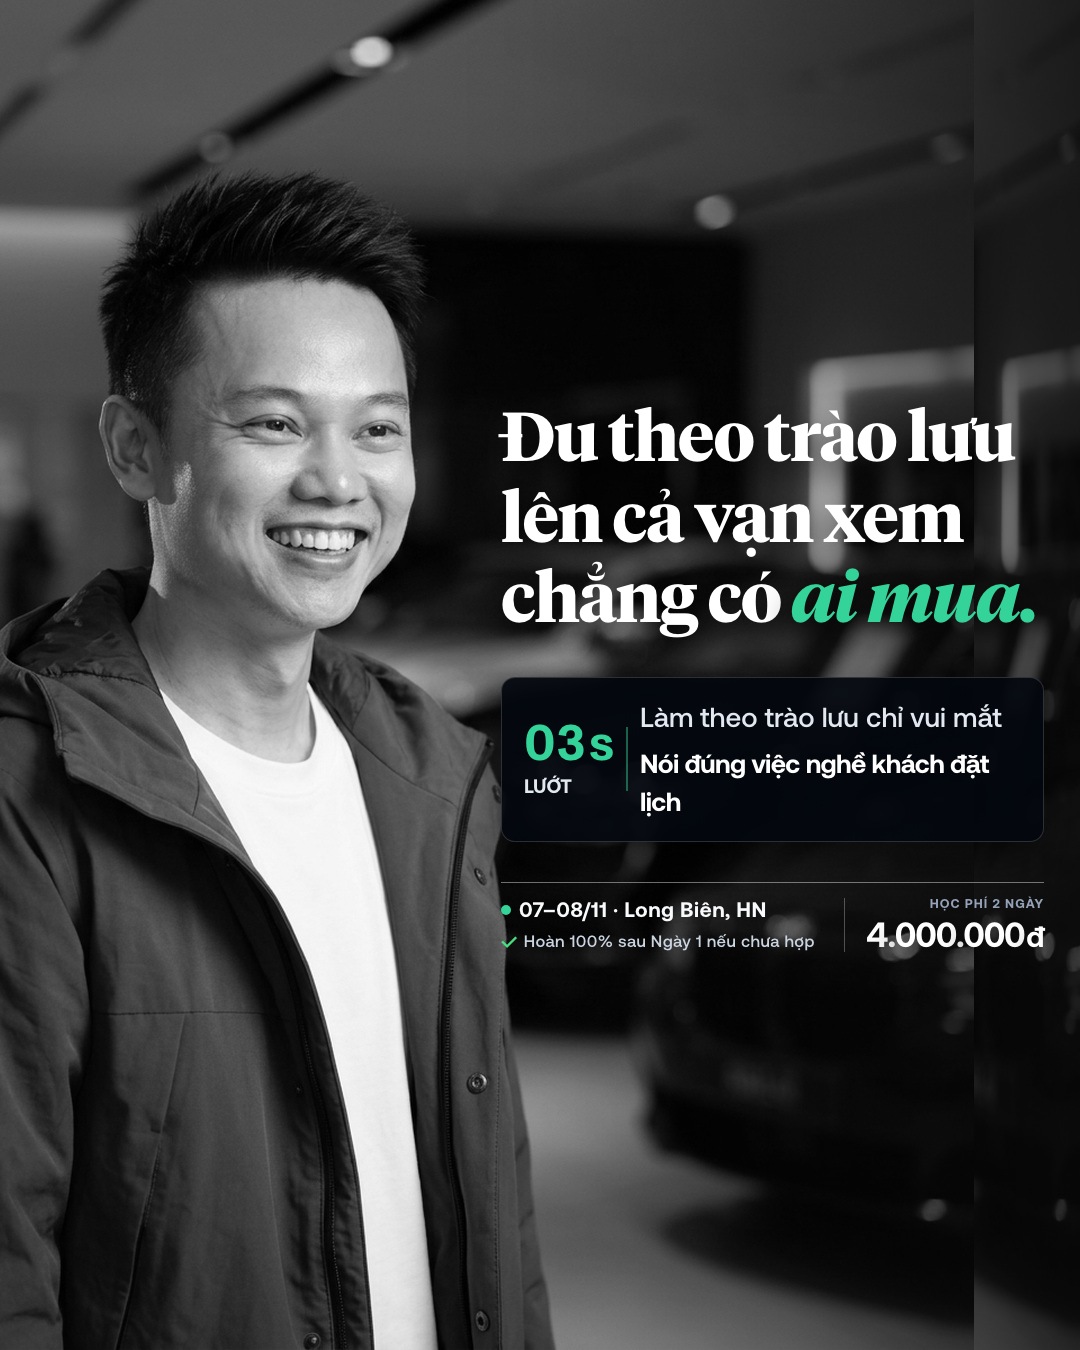 Đu theo trào lưu
lên cả vạn xem
chẳng có ai mua.
03s
LƯỚT
Làm theo trào lưu chỉ vui mắt
Nói đúng việc nghề khách đặt
lịch
07–08/11 · Long Biên, HN
Hoàn 100% sau Ngày 1 nếu chưa hợp
HỌC PHÍ 2 NGÀY
4.000.000đ